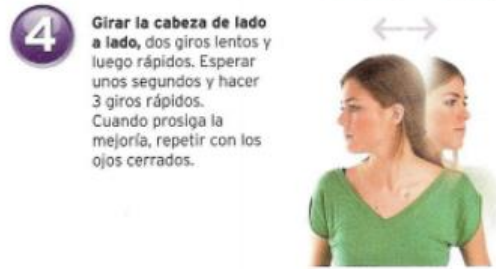 4
Girar la cabeza de lado
a lado, dos giros lentos y
luego rápidos. Esperar
unos segundos y hacer
3 giros rápidos.
Cuando prosiga la
mejoría, repetir con los
ojos cerrados.